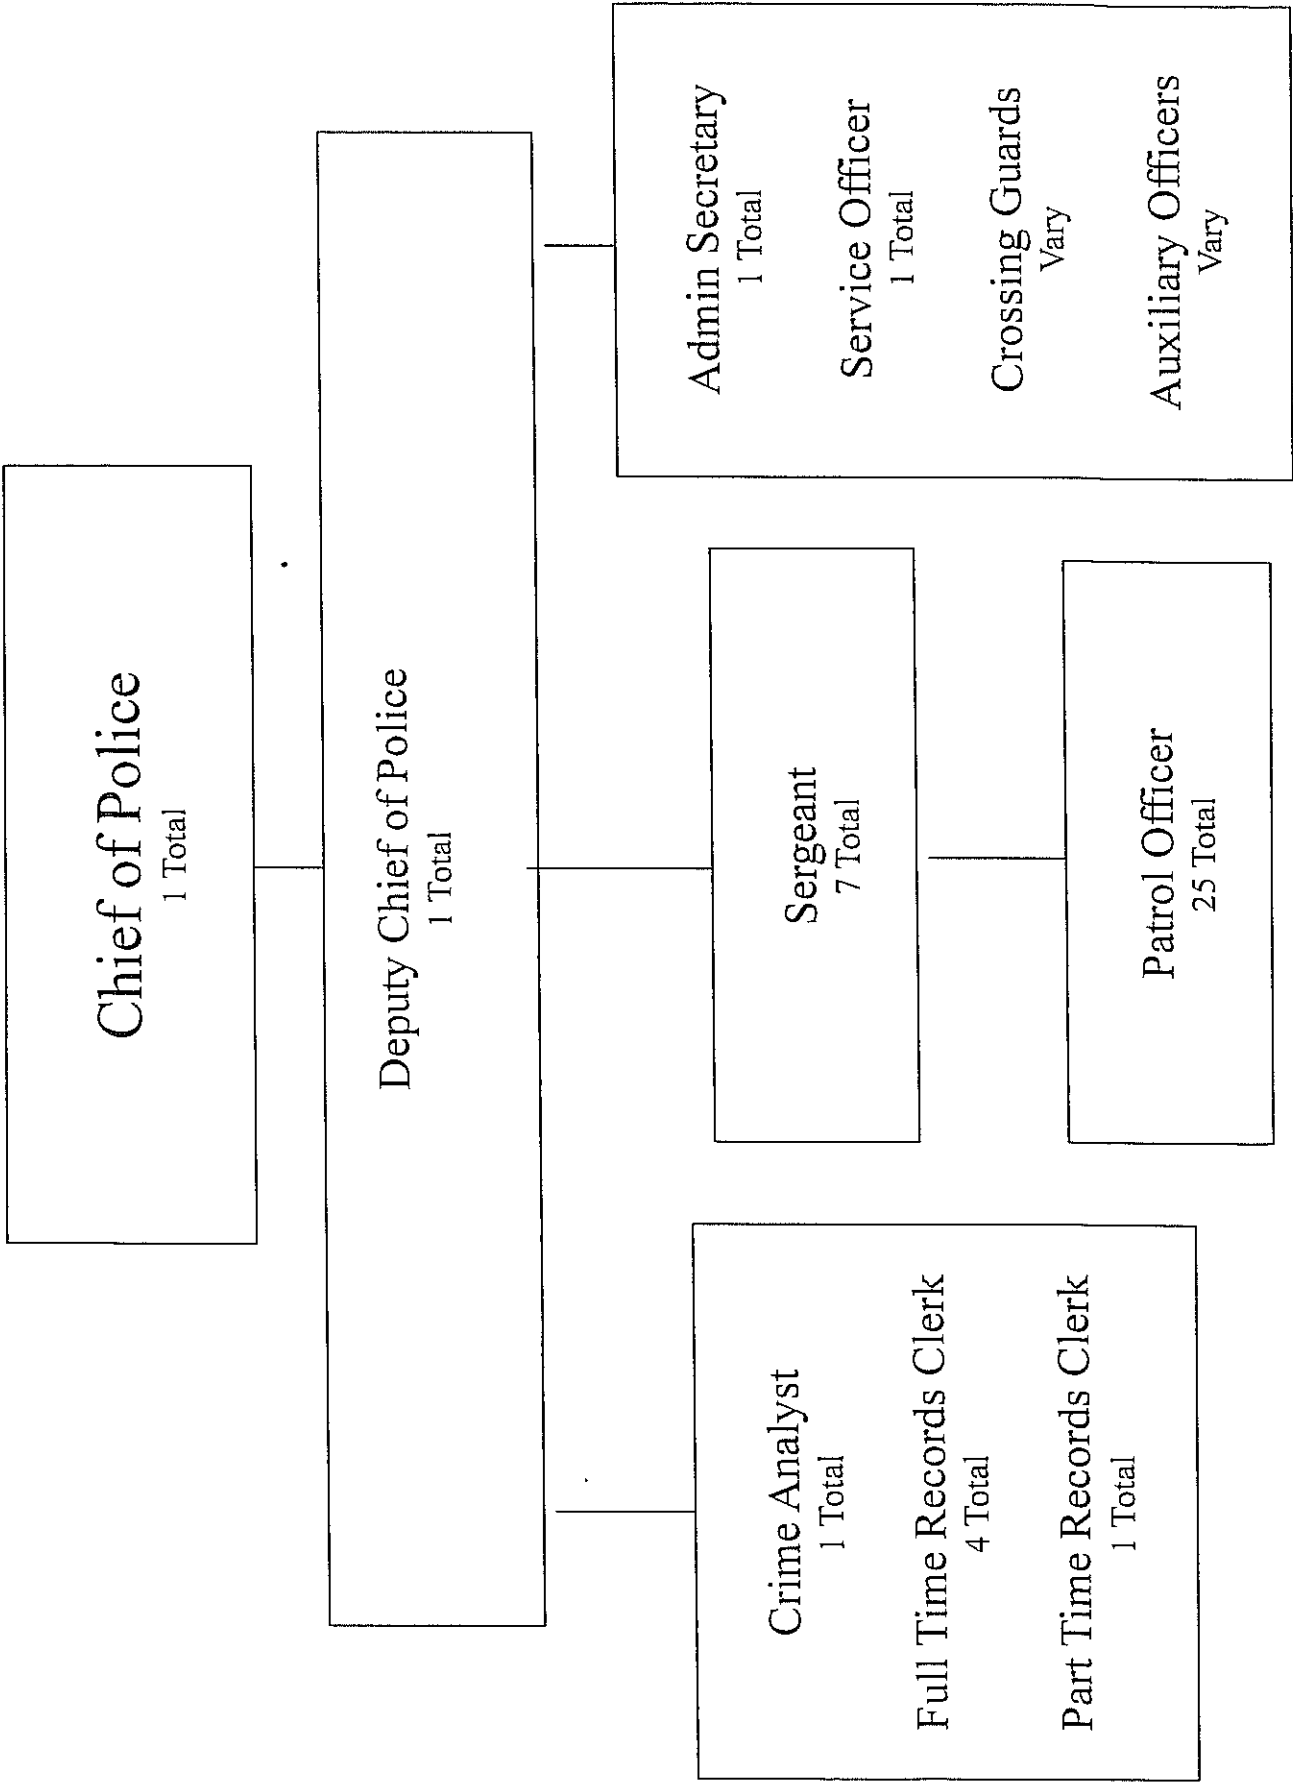 Chief of Police
1 Total
Deputy Chief of Police
1 Total
Crime Analyst
1 Total
Full Time Records Clerk
4 Total
Part Time Records Clerk
1 Total
Sergeant
7 Total
Patrol Officer
25 Total
Admin Secretary
1 Total
Service Officer
1 Total
Crossing Guards
Vary
Auxiliary Officers
Vary